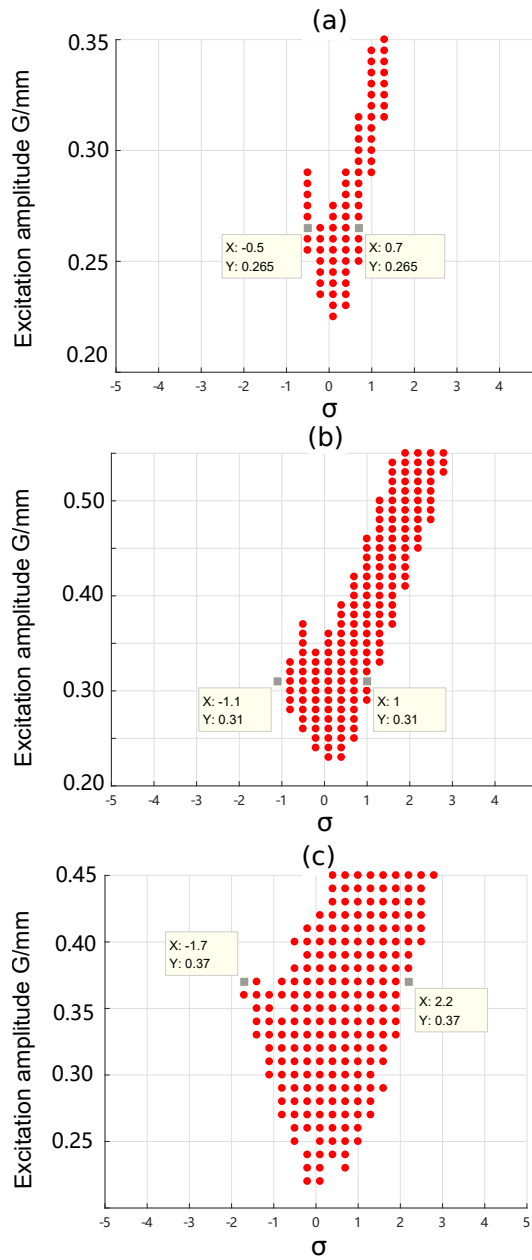 (a)
Excitation amplitude G/mm
0.35
0.30
0.25
0.20
X: -0.5
Y: 0.265
X: 0.7
Y: 0.265
-5 -4 -3 -2 -1 0 1 2 3 4
σ
(b)
Excitation amplitude G/mm
0.50
0.40
0.30
0.20
X: -1.1
Y: 0.31
X: 1
Y: 0.31
-5 -4 -3 -2 -1 0 1 2 3 4
σ
(c)
Excitation amplitude G/mm
0.45
0.40
0.35
0.30
0.25
X: -1.7
Y: 0.37
X: 2.2
Y: 0.37
-5 -4 -3 -2 -1 0 1 2 3 4 5
σ